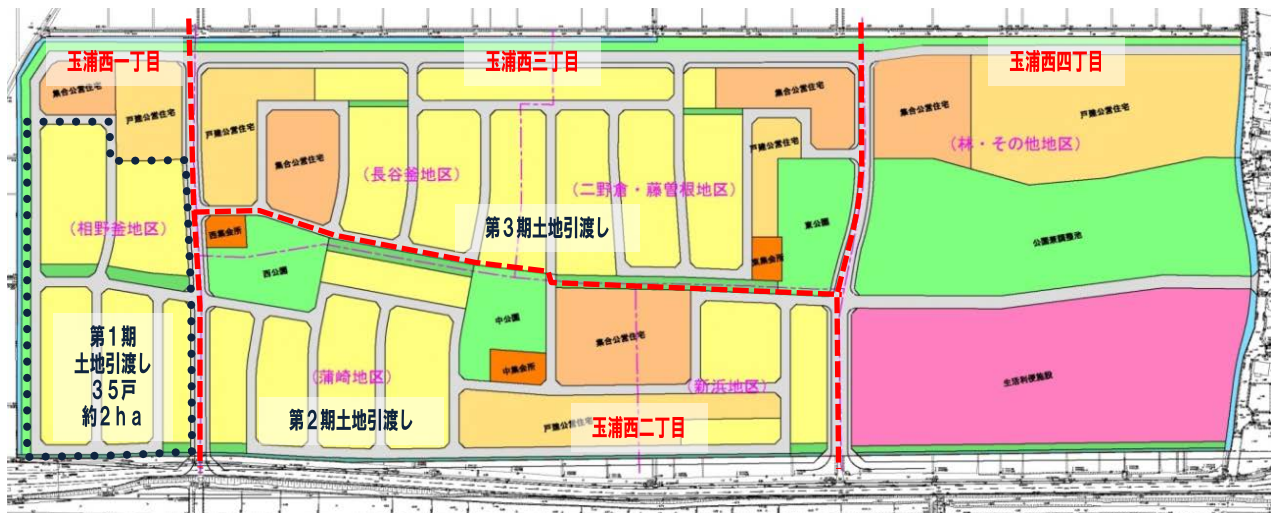 玉浦西一丁目
玉浦西三丁目
玉浦西四丁目
集合公営住宅
戸建公営住宅
戸建公営住宅
集合公営住宅
集合公営住宅
戸建公営住宅
集合公営住宅
戸建公営住宅
(相野釜地区)
(長谷釜地区)
(二野倉・藤曽根地区)
(林・その他地区)
第3期土地引渡し
西集会所
西公園
東公園
東集会所
公園兼調整池
第1期
土地引渡し
35戸
約2ha
中公園
中集会所
集合公営住宅
(蒲崎地区)
(新浜地区)
生活利便施設
第2期土地引渡し
戸建公営住宅
玉浦西二丁目